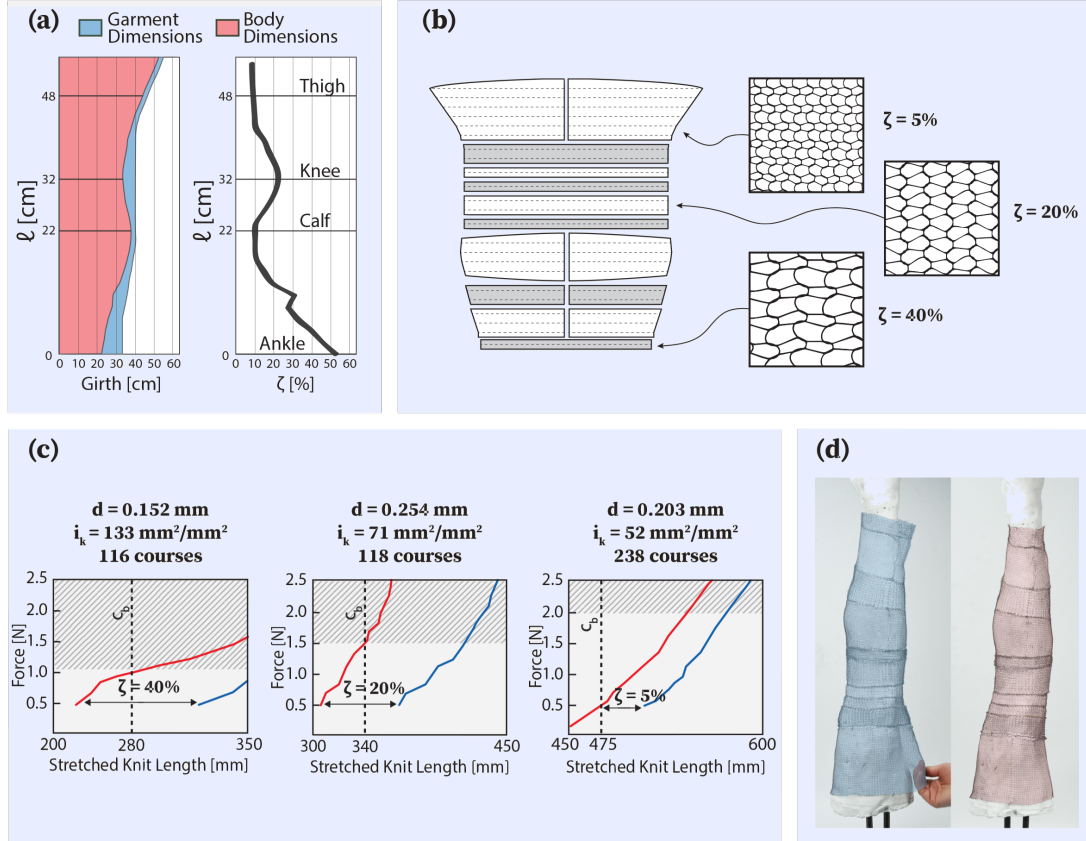 (a)
Garment
Dimensions
Body
Dimensions
ℓ [cm]
48
32
22
0
0 10 20 30 40 50 60
Girth [cm]
ℓ [cm]
48
32
22
0
Thigh
Knee
Calf
Ankle
0 10 20 30 40 50 60
ζ [%]
(b)
ζ = 5%
ζ = 20%
ζ = 40%
(c)
d = 0.152 mm
iₖ = 133 mm²/mm²
116 courses
Force [N]
2.5
2.0
1.5
1.0
0.5
C_b
ζ = 40%
200 280 350
Stretched Knit Length [mm]
d = 0.254 mm
iₖ = 71 mm²/mm²
118 courses
Force [N]
2.5
2.0
1.5
1.0
0.5
C_b
ζ = 20%
300 340 450
Stretched Knit Length [mm]
d = 0.203 mm
iₖ = 52 mm²/mm²
238 courses
Force [N]
2.5
2.0
1.5
1.0
0.5
C_b
ζ = 5%
450 475 600
Stretched Knit Length [mm]
(d)